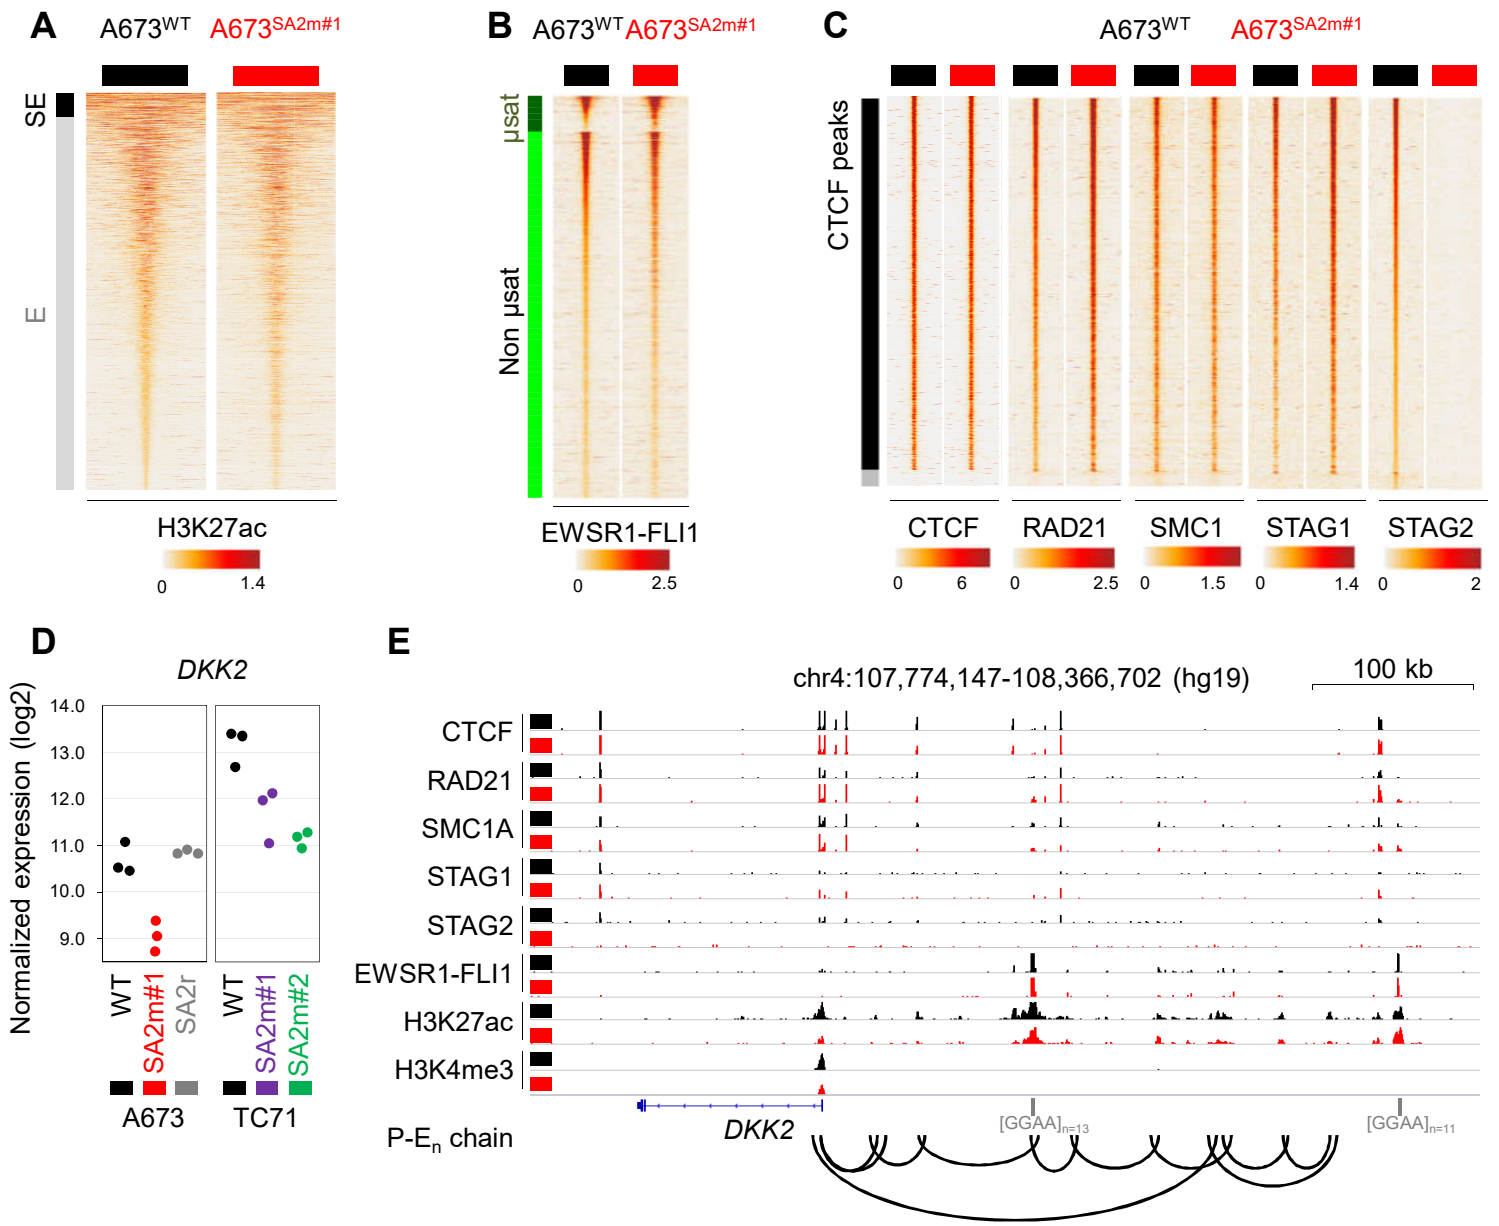 A
A673WT A673SA2m#1
SE
E
H3K27ac
0 1.4
B
A673WT A673SA2m#1
µsat
Non µsat
EWSR1-FLI1
0 2.5
C
A673WT A673SA2m#1
CTCF peaks
CTCF RAD21 SMC1 STAG1 STAG2
0 6 0 2.5 0 1.5 0 1.4 0 2
D
DKK2
Normalized expression (log2)
14.0
13.0
12.0
11.0
10.0
9.0
WT SA2m#1 SA2r WT SA2m#1 SA2m#2
A673 TC71
E
chr4:107,774,147-108,366,702 (hg19) 100 kb
CTCF
RAD21
SMC1A
STAG1
STAG2
EWSR1-FLI1
H3K27ac
H3K4me3
DKK2 [GGAA]n=13 [GGAA]n=11
P-En chain